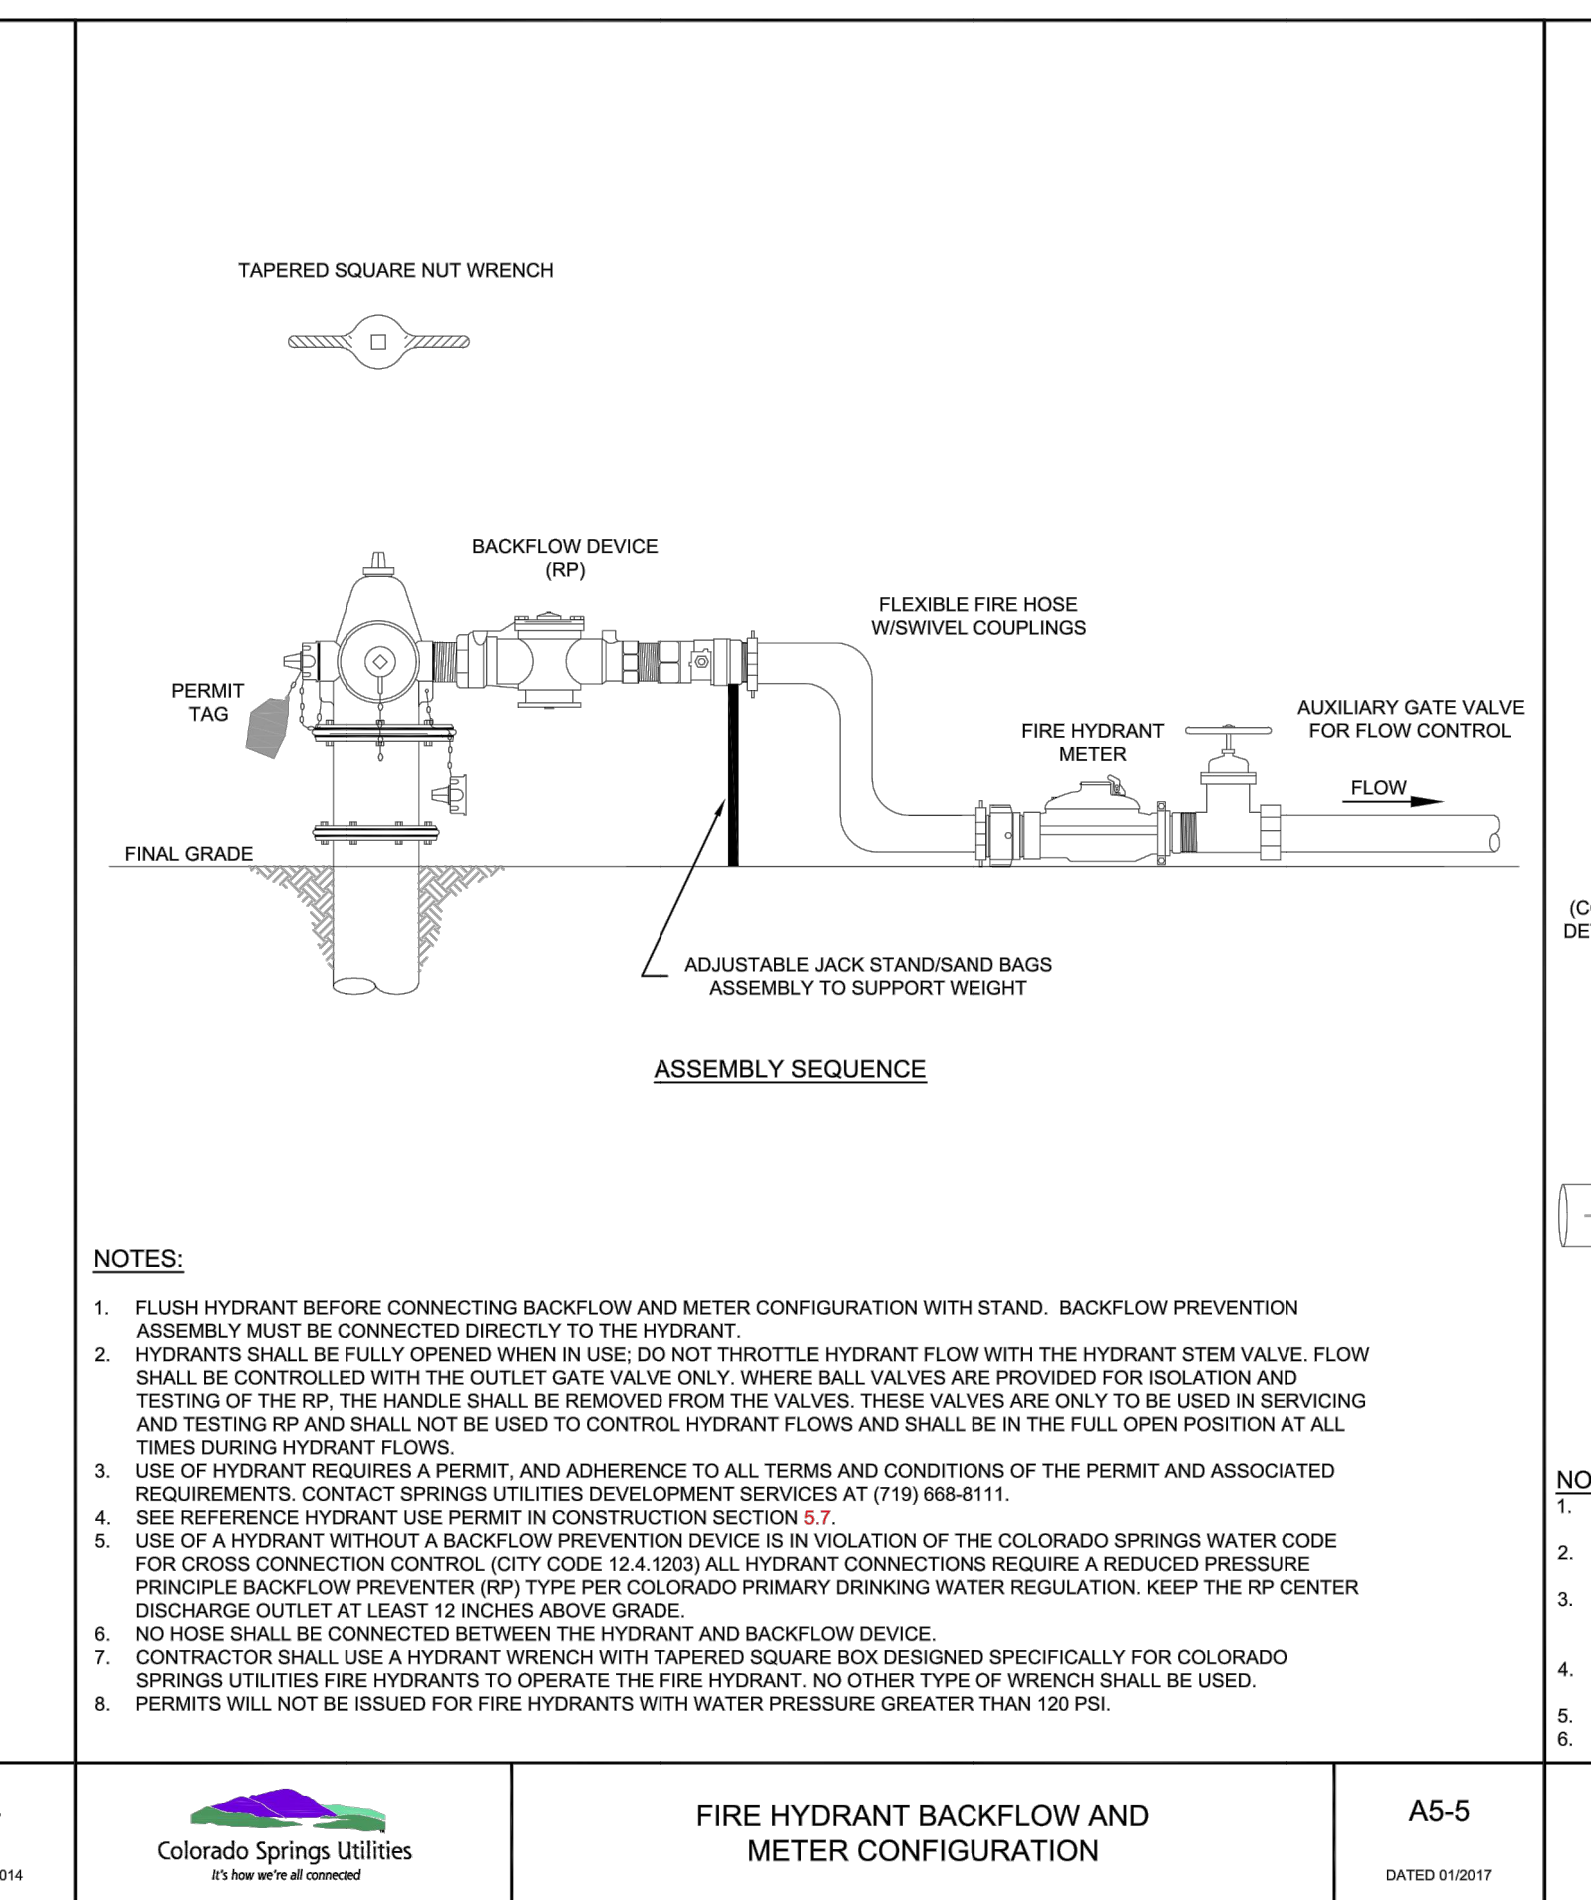 TAPERED SQUARE NUT WRENCH
BACKFLOW DEVICE
(RP)
FLEXIBLE FIRE HOSE
W/SWIVEL COUPLINGS
PERMIT
TAG
FIRE HYDRANT
METER
AUXILIARY GATE VALVE
FOR FLOW CONTROL
FLOW
FINAL GRADE
ADJUSTABLE JACK STAND/SAND BAGS
ASSEMBLY TO SUPPORT WEIGHT
ASSEMBLY SEQUENCE
NOTES:
1. FLUSH HYDRANT BEFORE CONNECTING BACKFLOW AND METER CONFIGURATION WITH STAND. BACKFLOW PREVENTION
ASSEMBLY MUST BE CONNECTED DIRECTLY TO THE HYDRANT.
2. HYDRANTS SHALL BE FULLY OPENED WHEN IN USE; DO NOT THROTTLE HYDRANT FLOW WITH THE HYDRANT STEM VALVE. FLOW
SHALL BE CONTROLLED WITH THE OUTLET GATE VALVE ONLY. WHERE BALL VALVES ARE PROVIDED FOR ISOLATION AND
TESTING OF THE RP, THE HANDLE SHALL BE REMOVED FROM THE VALVES. THESE VALVES ARE ONLY TO BE USED IN SERVICING
AND TESTING RP AND SHALL NOT BE USED TO CONTROL HYDRANT FLOWS AND SHALL BE IN THE FULL OPEN POSITION AT ALL
TIMES DURING HYDRANT FLOWS.
3. USE OF HYDRANT REQUIRES A PERMIT, AND ADHERENCE TO ALL TERMS AND CONDITIONS OF THE PERMIT AND ASSOCIATED
REQUIREMENTS. CONTACT SPRINGS UTILITIES DEVELOPMENT SERVICES AT (719) 668-8111.
4. SEE REFERENCE HYDRANT USE PERMIT IN CONSTRUCTION SECTION 5.7.
5. USE OF A HYDRANT WITHOUT A BACKFLOW PREVENTION DEVICE IS IN VIOLATION OF THE COLORADO SPRINGS WATER CODE
FOR CROSS CONNECTION CONTROL (CITY CODE 12.4.1203) ALL HYDRANT CONNECTIONS REQUIRE A REDUCED PRESSURE
PRINCIPLE BACKFLOW PREVENTER (RP) TYPE PER COLORADO PRIMARY DRINKING WATER REGULATION. KEEP THE RP CENTER
DISCHARGE OUTLET AT LEAST 12 INCHES ABOVE GRADE.
6. NO HOSE SHALL BE CONNECTED BETWEEN THE HYDRANT AND BACKFLOW DEVICE.
7. CONTRACTOR SHALL USE A HYDRANT WRENCH WITH TAPERED SQUARE BOX DESIGNED SPECIFICALLY FOR COLORADO
SPRINGS UTILITIES FIRE HYDRANTS TO OPERATE THE FIRE HYDRANT. NO OTHER TYPE OF WRENCH SHALL BE USED.
8. PERMITS WILL NOT BE ISSUED FOR FIRE HYDRANTS WITH WATER PRESSURE GREATER THAN 120 PSI.
Colorado Springs Utilities
It's how we're all connected
FIRE HYDRANT BACKFLOW AND
METER CONFIGURATION
A5-5
DATED 01/2017
014
(C
DE
NO
1.
2.
3.
4.
5.
6.